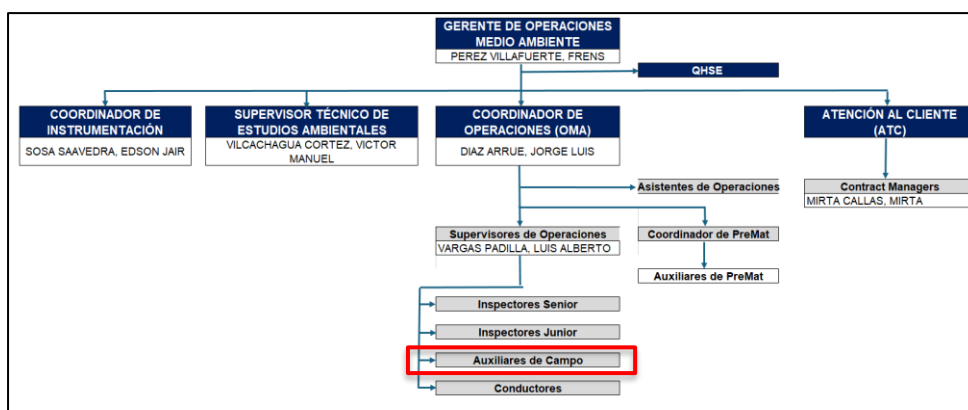 GERENTE DE OPERACIONES
MEDIO AMBIENTE
PEREZ VILLAFUERTE, FRENS
QHSE
COORDINADOR DE
INSTRUMENTACIÓN
SOSA SAAVEDRA, EDSON JAIR
SUPERVISOR TÉCNICO DE
ESTUDIOS AMBIENTALES
VILCACHAGUA CORTEZ, VICTOR
MANUEL
COORDINADOR DE
OPERACIONES (OMA)
DIAZ ARRUE, JORGE LUIS
ATENCIÓN AL CLIENTE
(ATC)
Asistentes de Operaciones
Contract Managers
MIRTA CALLAS, MIRTA
Supervisores de Operaciones
VARGAS PADILLA, LUIS ALBERTO
Coordinador de PreMat
Auxiliares de PreMat
Inspectores Senior
Inspectores Junior
Auxiliares de Campo
Conductores